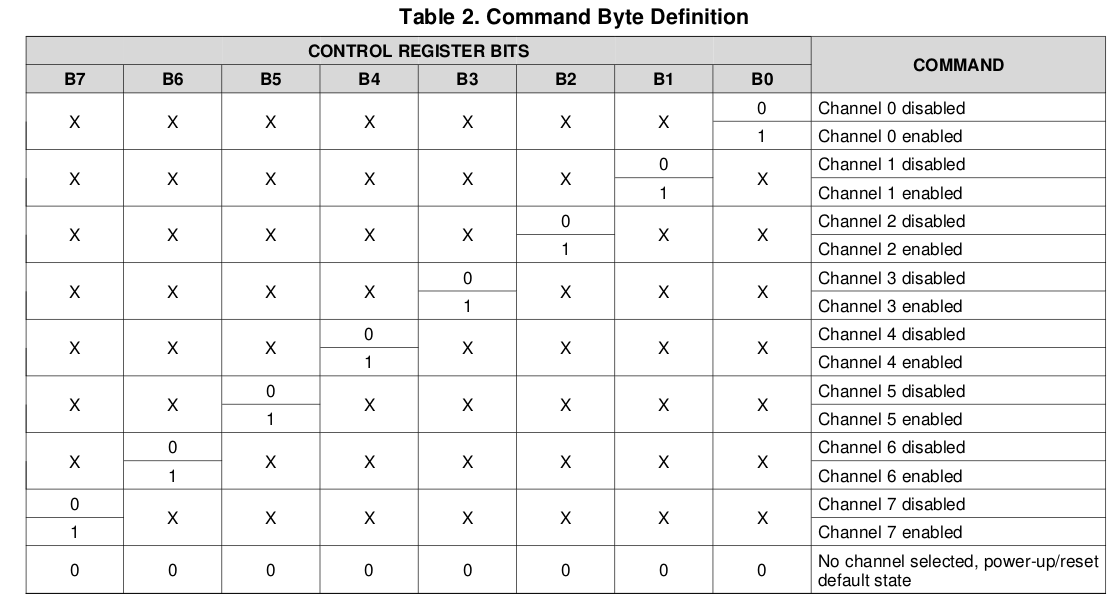 Table 2. Command Byte Definition
CONTROL REGISTER BITS COMMAND
B7 B6 B5 B4 B3 B2 B1 B0
X X X X X X X 0 Channel 0 disabled
1 Channel 0 enabled
X X X X X X 0 X Channel 1 disabled
1 Channel 1 enabled
X X X X X 0 X X Channel 2 disabled
1 Channel 2 enabled
X X X X 0 X X X Channel 3 disabled
1 Channel 3 enabled
X X X 0 X X X X Channel 4 disabled
1 Channel 4 enabled
X X 0 X X X X X Channel 5 disabled
1 Channel 5 enabled
X 0 X X X X X X Channel 6 disabled
1 Channel 6 enabled
0 X X X X X X X Channel 7 disabled
1 Channel 7 enabled
0 0 0 0 0 0 0 0 No channel selected, power-up/reset
default state